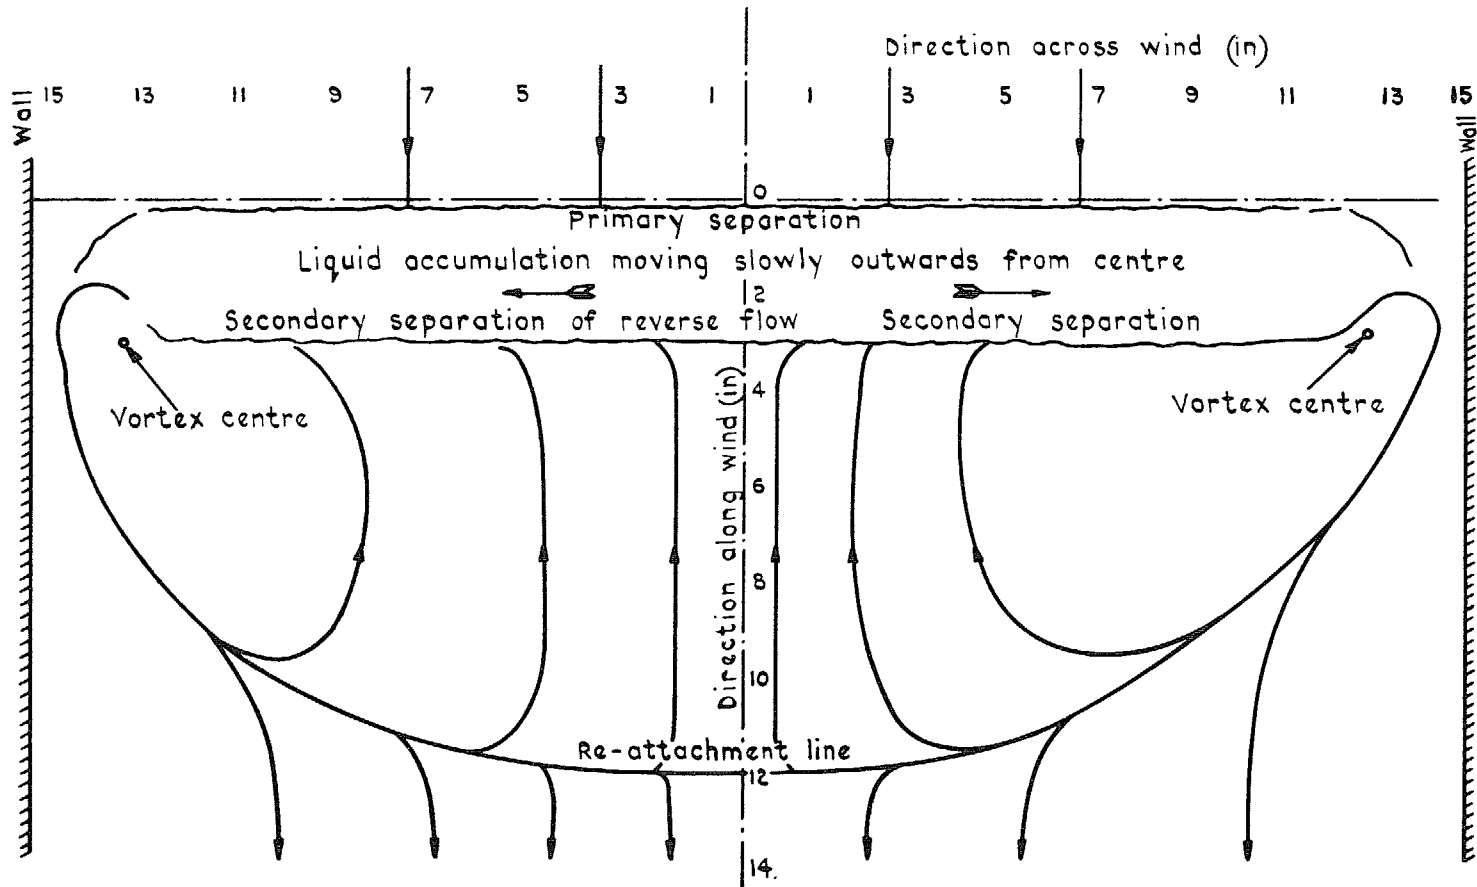 Direction across wind (in)
15 13 11 9 7 5 3 1 1 3 5 7 9 11 13 15
Wall
Wall
0
Primary separation
Liquid accumulation moving slowly outwards from centre
2
Secondary separation of reverse flow
Secondary separation
4
Vortex centre
Vortex centre
Direction along wind (in)
6
8
10
Re-attachment line
12
14.